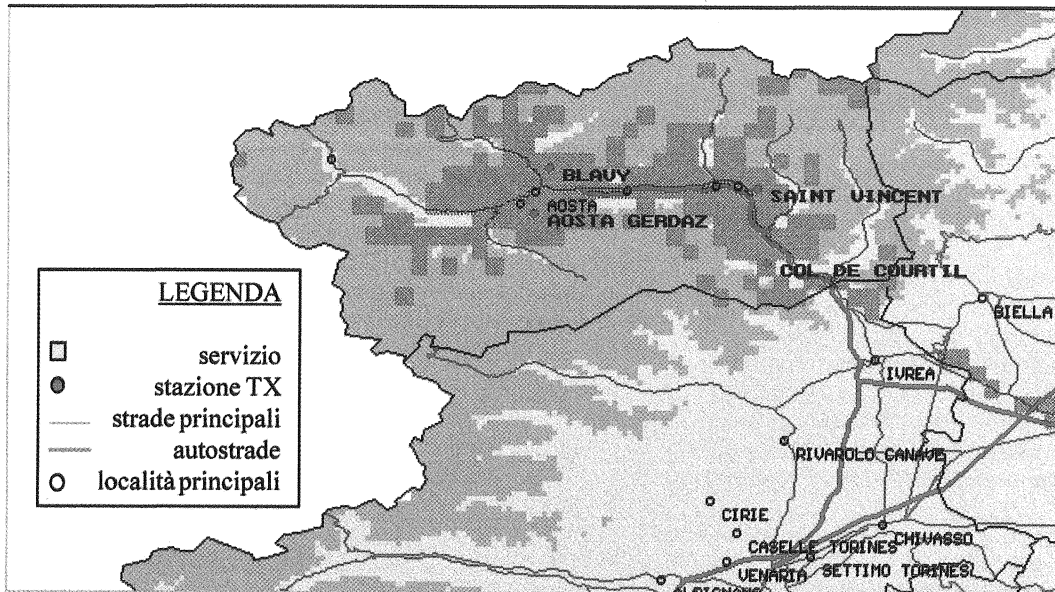 BLAVY
AOSTA
AOSTA GERDAZ
SAINT VINCENT
COL DE COURTIL
LEGENDA
servizio
stazione TX
strade principali
autostrade
località principali
BIELLA
IVREA
RIVAROLO CANAVE
CIRIE
CHIVASSO
CASELLE TORINES
VENARIA
SETTIMO TORINES
ALPIGNANO